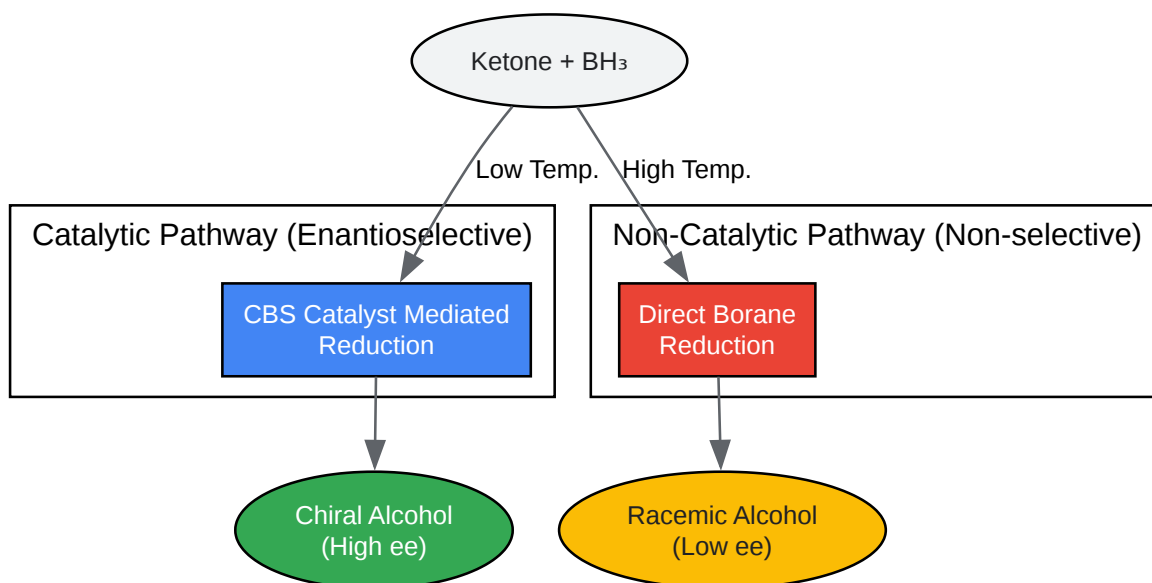 Ketone + BH₃
Low Temp.
High Temp.
Catalytic Pathway (Enantioselective)
Non-Catalytic Pathway (Non-selective)
CBS Catalyst Mediated
Reduction
Direct Borane
Reduction
Chiral Alcohol
(High ee)
Racemic Alcohol
(Low ee)